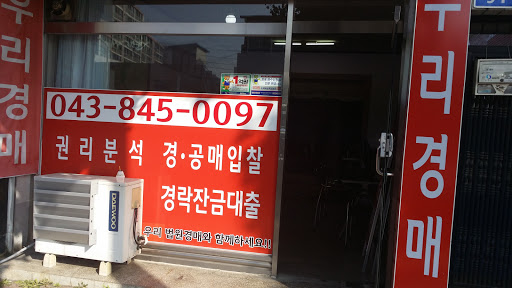 우리경매
043-845-0097
권리분석 경·공매입찰
경락잔금대출
우리 법원경매와 함께하세요!!
DAEWOO
우리경매